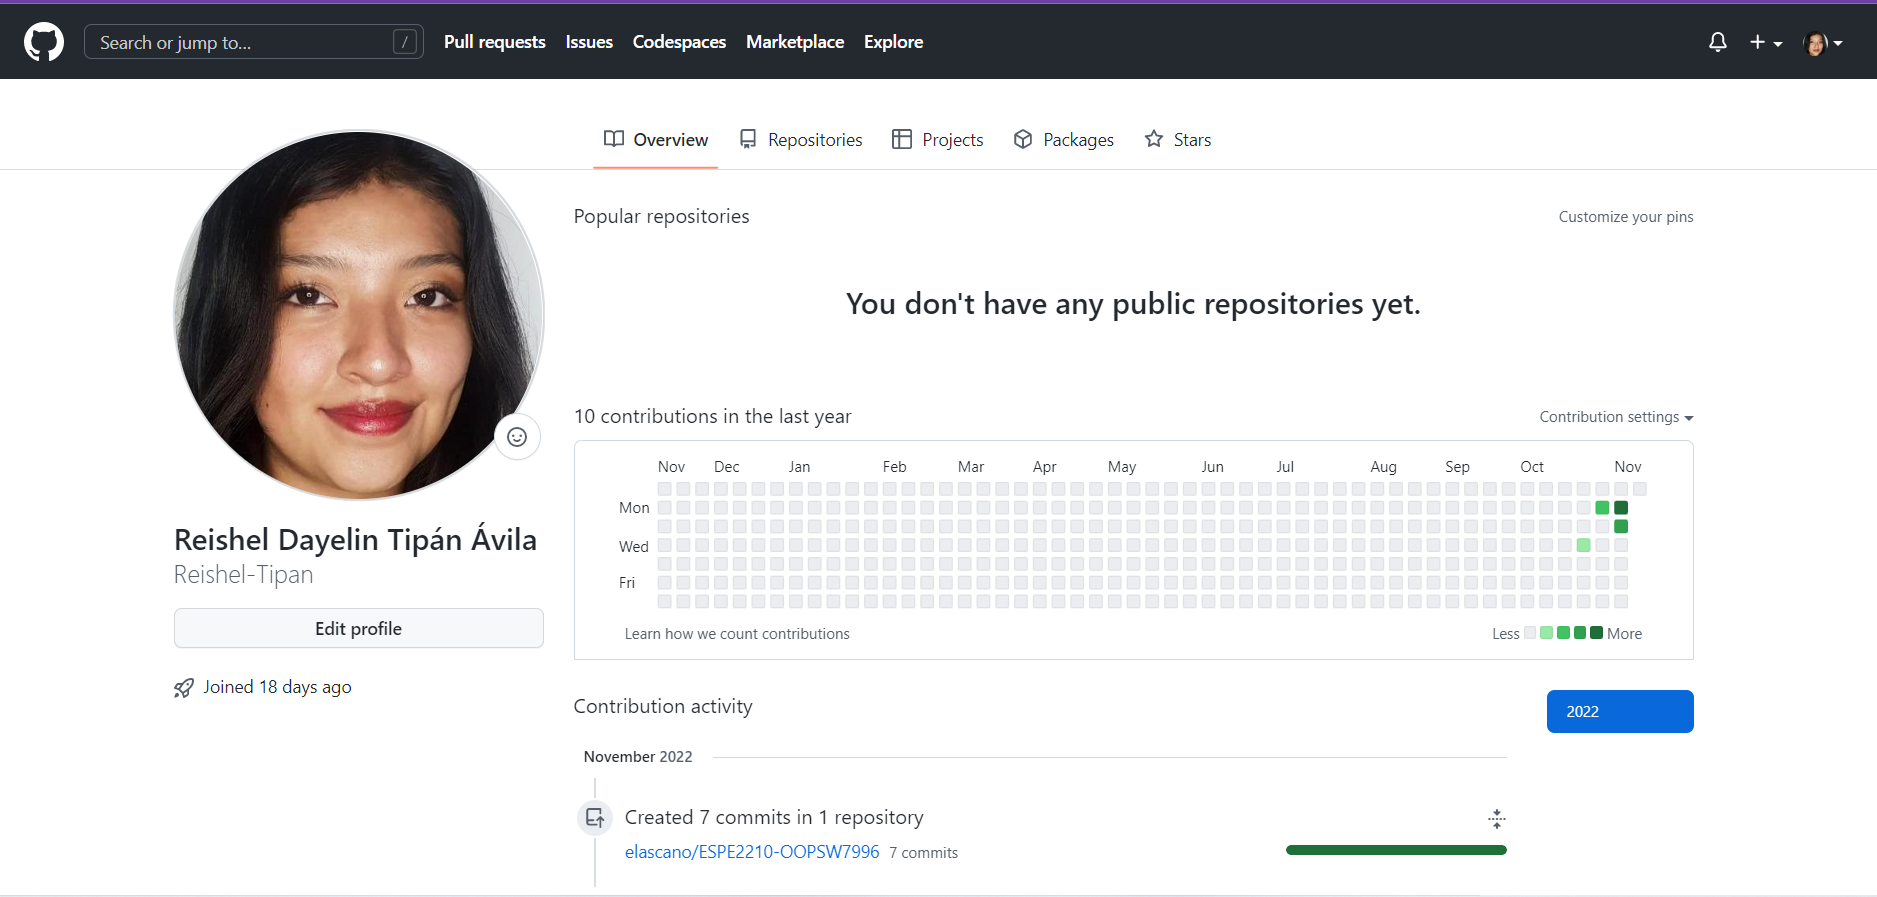 Search or jump to... / Pull requests Issues Codespaces Marketplace Explore
Overview Repositories Projects Packages Stars
Popular repositories Customize your pins
You don't have any public repositories yet.
10 contributions in the last year Contribution settings
Nov Dec Jan Feb Mar Apr May Jun Jul Aug Sep Oct Nov
Mon
Wed
Fri
Learn how we count contributions Less More
Reishel Dayelin Tipán Ávila
Reishel-Tipan
Edit profile
Joined 18 days ago
Contribution activity 2022
November 2022
Created 7 commits in 1 repository
elascano/ESPE2210-OOPSW7996 7 commits